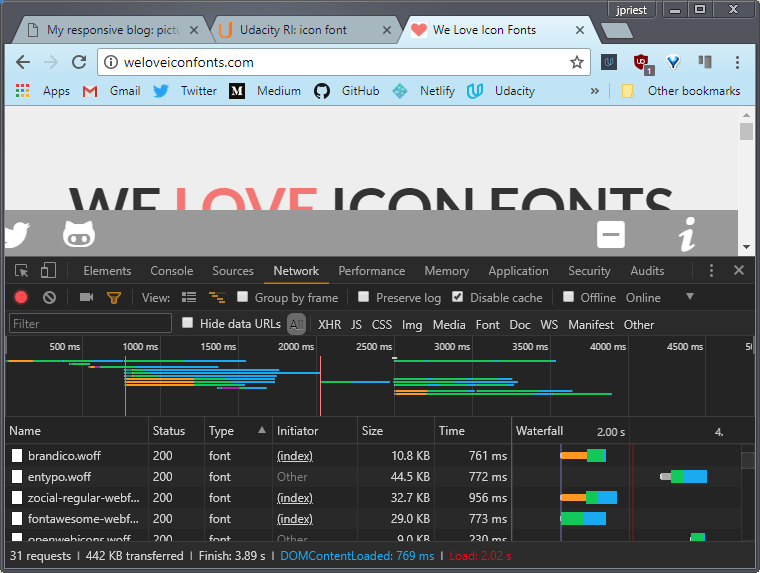 jpriest
My responsive blog: pictu Udacity RI: icon font We Love Icon Fonts
weloveiconfonts.com
Apps Gmail Twitter Medium GitHub Netlify Udacity » Other bookmarks
WE LOVE ICON FONTS
Elements Console Sources Network Performance Memory Application Security Audits
View: Group by frame Preserve log Disable cache Offline Online
Filter Hide data URLs All XHR JS CSS Img Media Font Doc WS Manifest Other
500 ms 1000 ms 1500 ms 2000 ms 2500 ms 3000 ms 3500 ms 4000 ms 4500 ms
Name Status Type Initiator Size Time Waterfall 2.00 s 4.
brandico.woff 200 font (index) 10.8 KB 761 ms
entypo.woff 200 font Other 44.5 KB 772 ms
zocial-regular-webf... 200 font (index) 32.7 KB 956 ms
fontawesome-webf... 200 font (index) 29.0 KB 773 ms
openwebicons.woff 200 font Other 9.0 KB 230 ms
31 requests | 442 KB transferred | Finish: 3.89 s | DOMContentLoaded: 769 ms | Load: 2.02 s